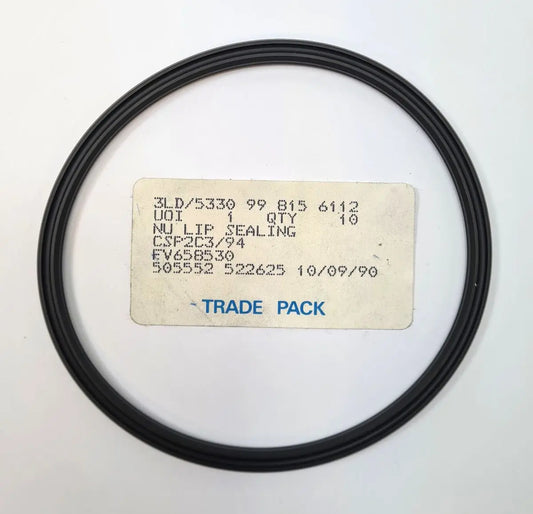 3LD/5330 99 815 6112
UOI 1 QTY 10
NU LIP SEALING
CSP2C3/94
FV658530
505552 522625 10/09/90
TRADE PACK